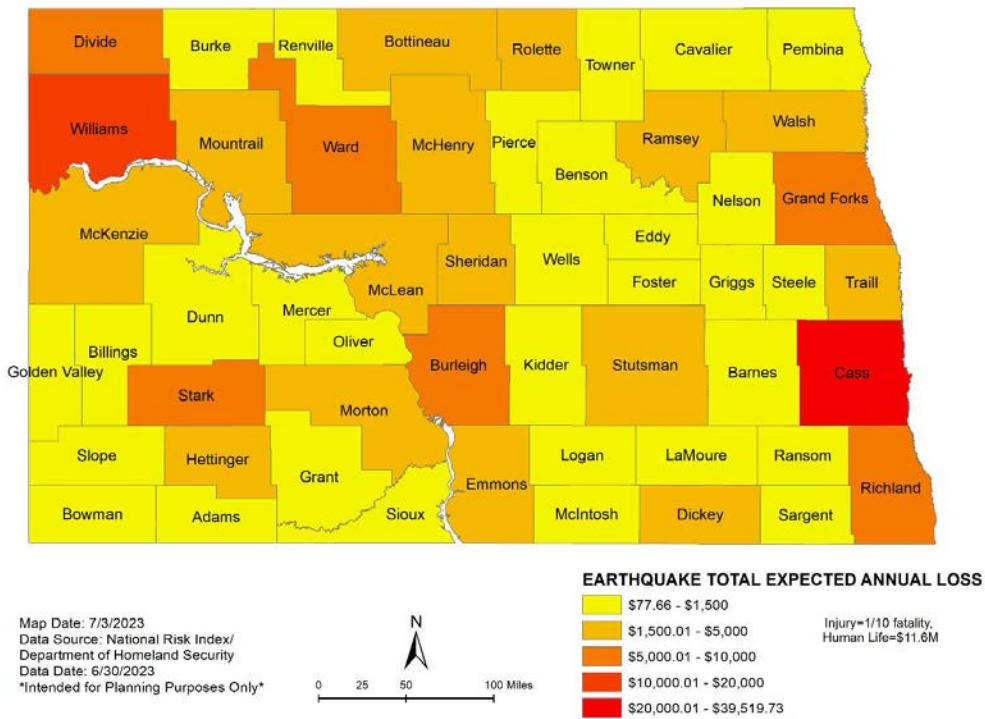 Divide
Burke
Renville
Bottineau
Rolette
Towner
Cavalier
Pembina
Williams
Mountrail
Ward
McHenry
Pierce
Benson
Ramsey
Walsh
Nelson
Grand Forks
McKenzie
McLean
Sheridan
Wells
Eddy
Foster
Griggs
Steele
Traill
Dunn
Mercer
Oliver
Golden Valley
Billings
Stark
Burleigh
Kidder
Stutsman
Barnes
Cass
Morton
Slope
Hettinger
Grant
Emmons
Logan
LaMoure
Ransom
Richland
Bowman
Adams
Sioux
McIntosh
Dickey
Sargent
EARTHQUAKE TOTAL EXPECTED ANNUAL LOSS
$77.66 - $1,500
$1,500.01 - $5,000
$5,000.01 - $10,000
$10,000.01 - $20,000
$20,000.01 - $39,519.73
Injury=1/10 fatality,
Human Life=$11.6M
Map Date: 7/3/2023
Data Source: National Risk Index/
Department of Homeland Security
Data Date: 6/30/2023
*Intended for Planning Purposes Only*
N
0 25 50 100 Miles